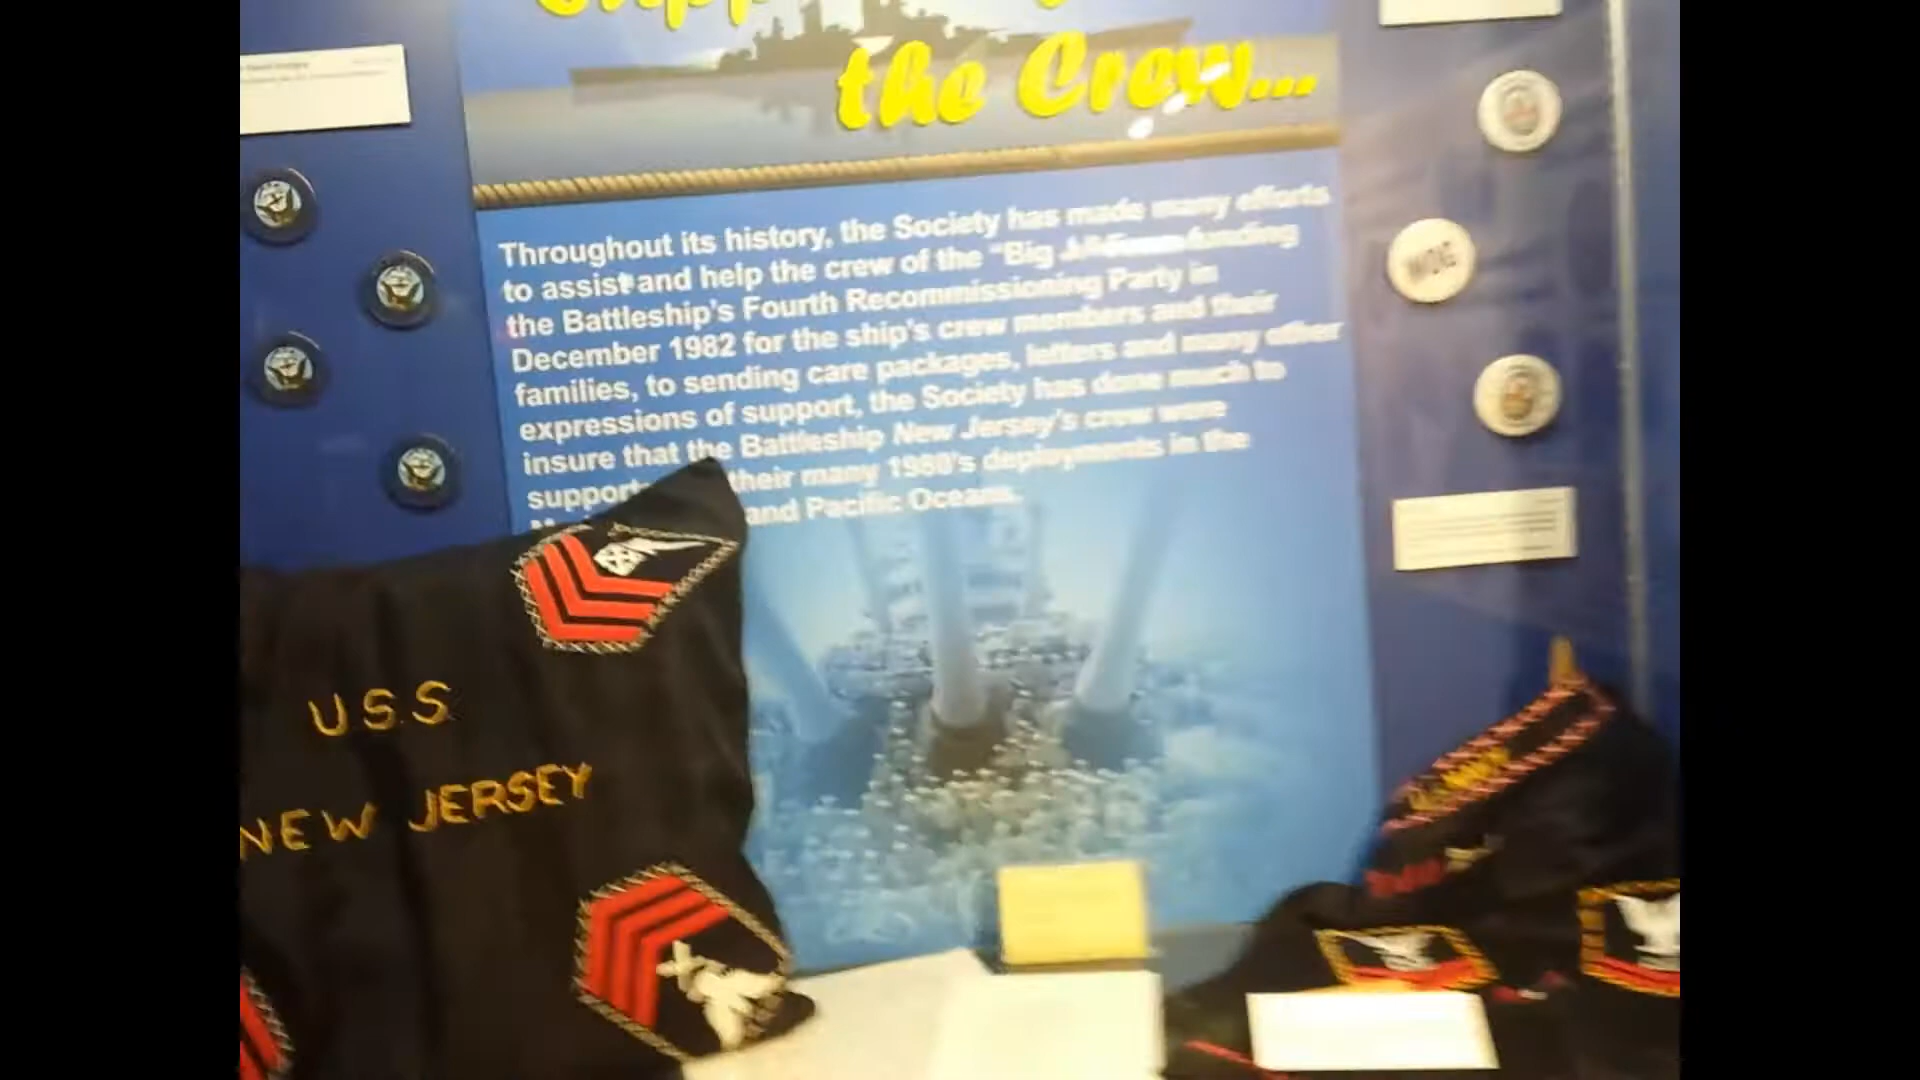 the Crew...
Throughout its history, the Society has made many efforts
to assist and help the crew of the "Big J." From funding
the Battleship's Fourth Recommissioning Party in
December 1982 for the ship's crew members and their
families, to sending care packages, letters and many other
expressions of support, the Society has done much to
insure that the Battleship New Jersey's crew were
their many 1980's deployments in the
and Pacific Oceans.
USS
NEW JERSEY